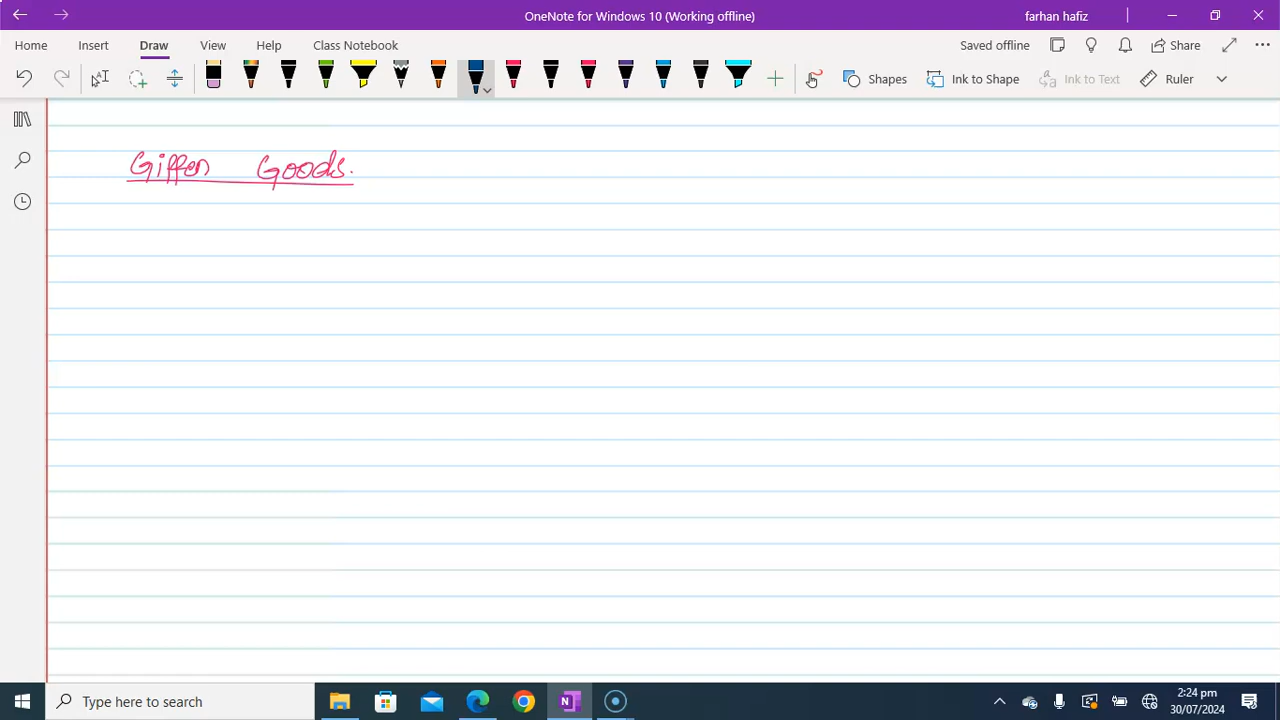 OneNote for Windows 10 (Working offline)
farhan hafiz
Home Insert Draw View Help Class Notebook
Saved offline
Share
Shapes
Ink to Shape
Ink to Text
Ruler
Giffen Goods.
Type here to search
2:24 pm
30/07/2024